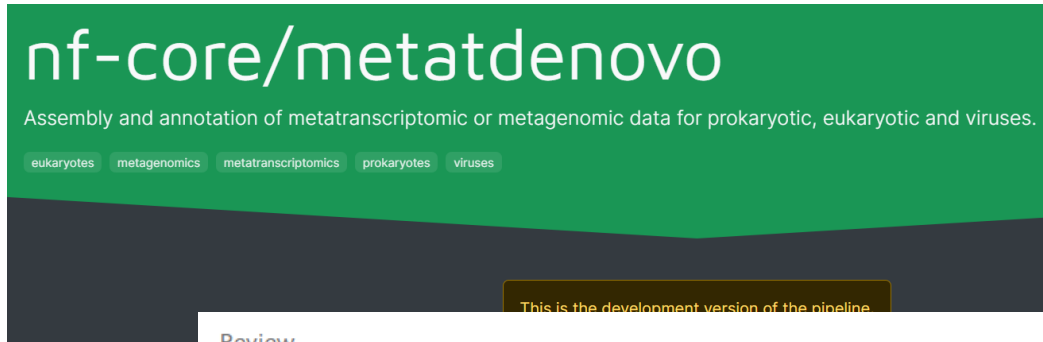 nf-core/metatdenovo
Assembly and annotation of metatranscriptomic or metagenomic data for prokaryotic, eukaryotic and viruses.
eukaryotes metagenomics metatranscriptomics prokaryotes viruses
This is the development version of the pipeline.
Review